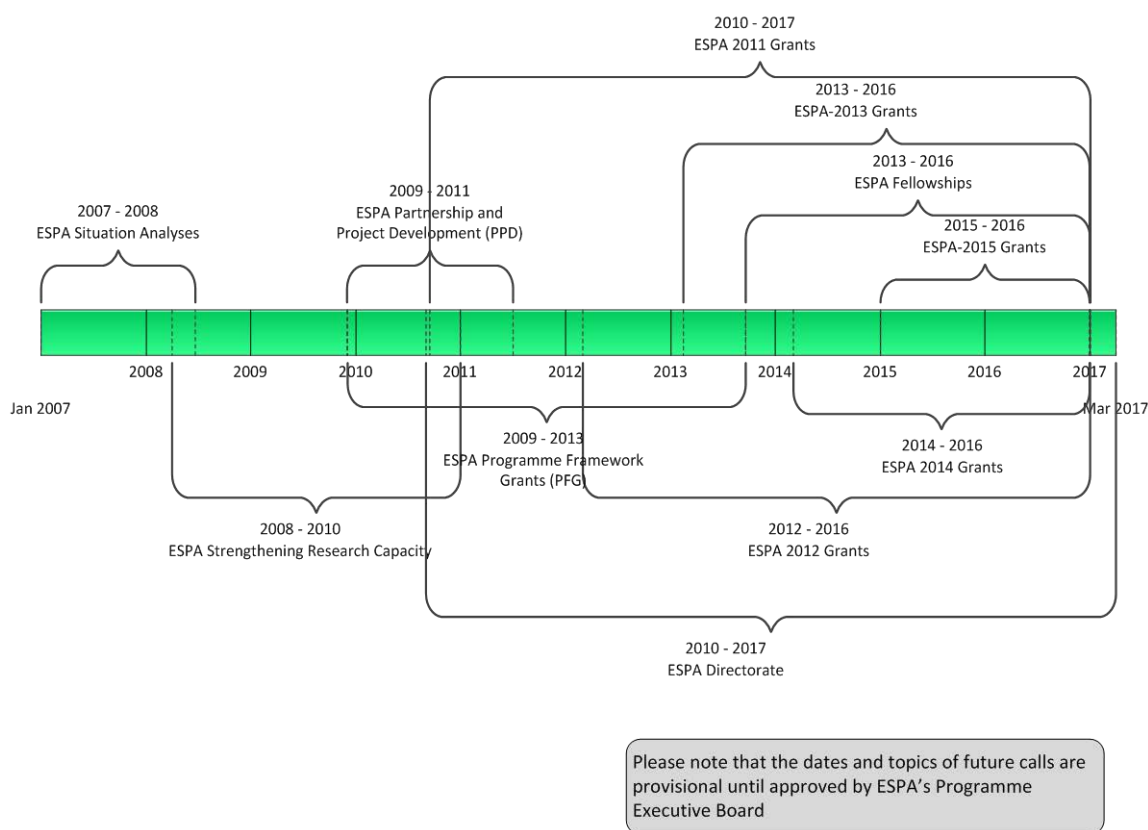 2010 - 2017
ESPA 2011 Grants
2013 - 2016
ESPA-2013 Grants
2013 - 2016
ESPA Fellowships
2009 - 2011
ESPA Partnership and
Project Development (PPD)
2007 - 2008
ESPA Situation Analyses
2015 - 2016
ESPA-2015 Grants
2008
2009
2010
2011
2012
2013
2014
2015
2016
2017
Jan 2007
Mar 2017
2009 - 2013
ESPA Programme Framework
Grants (PFG)
2014 - 2016
ESPA 2014 Grants
2008 - 2010
ESPA Strengthening Research Capacity
2012 - 2016
ESPA 2012 Grants
2010 - 2017
ESPA Directorate
Please note that the dates and topics of future calls are
provisional until approved by ESPA's Programme
Executive Board